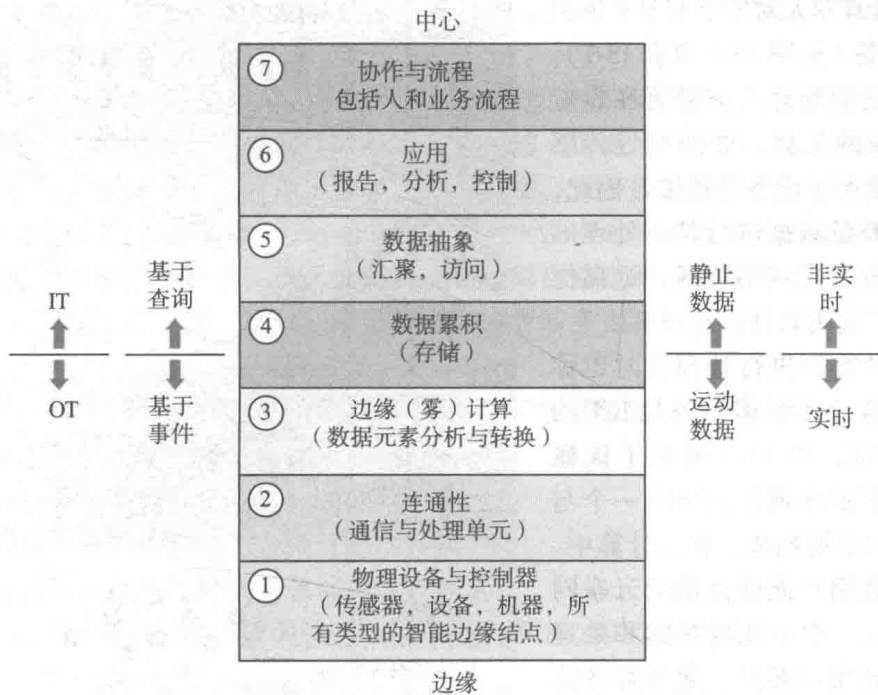 中心
⑦ 协作与流程
包括人和业务流程
⑥ 应用
（报告，分析，控制）
⑤ 数据抽象
（汇聚，访问）
④ 数据累积
（存储）
③ 边缘（雾）计算
（数据元素分析与转换）
② 连通性
（通信与处理单元）
① 物理设备与控制器
（传感器，设备，机器，所
有类型的智能边缘结点）
边缘
IT
OT
基于
查询
基于
事件
静止
数据
运动
数据
非实
时
实时